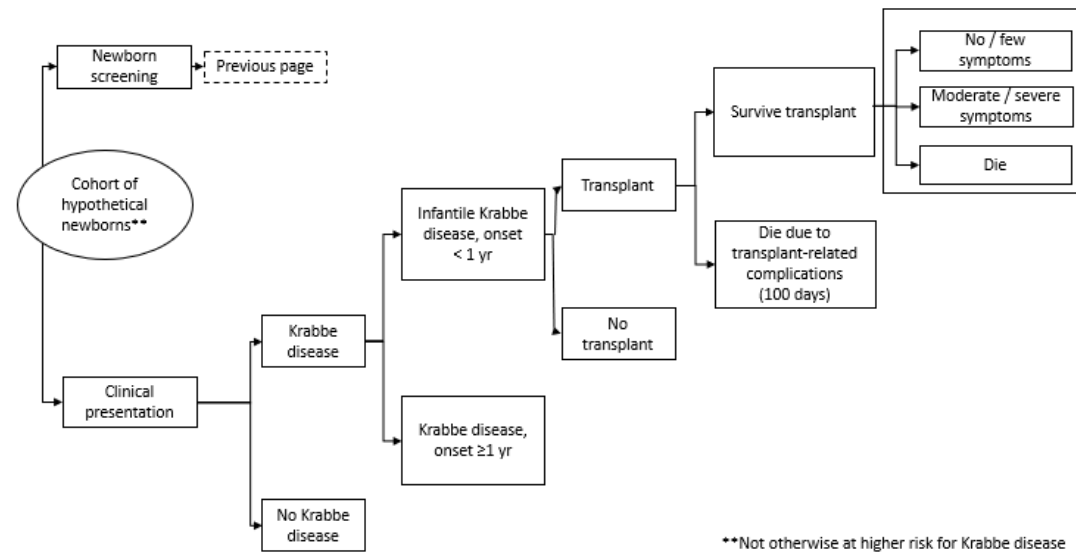 Newborn
screening
Previous page
Cohort of
hypothetical
newborns**
Clinical
presentation
Krabbe
disease
No Krabbe
disease
Infantile Krabbe
disease, onset
< 1 yr
Krabbe disease,
onset ≥1 yr
Transplant
No
transplant
Survive transplant
Die due to
transplant-related
complications
(100 days)
No / few
symptoms
Moderate / severe
symptoms
Die
**Not otherwise at higher risk for Krabbe disease